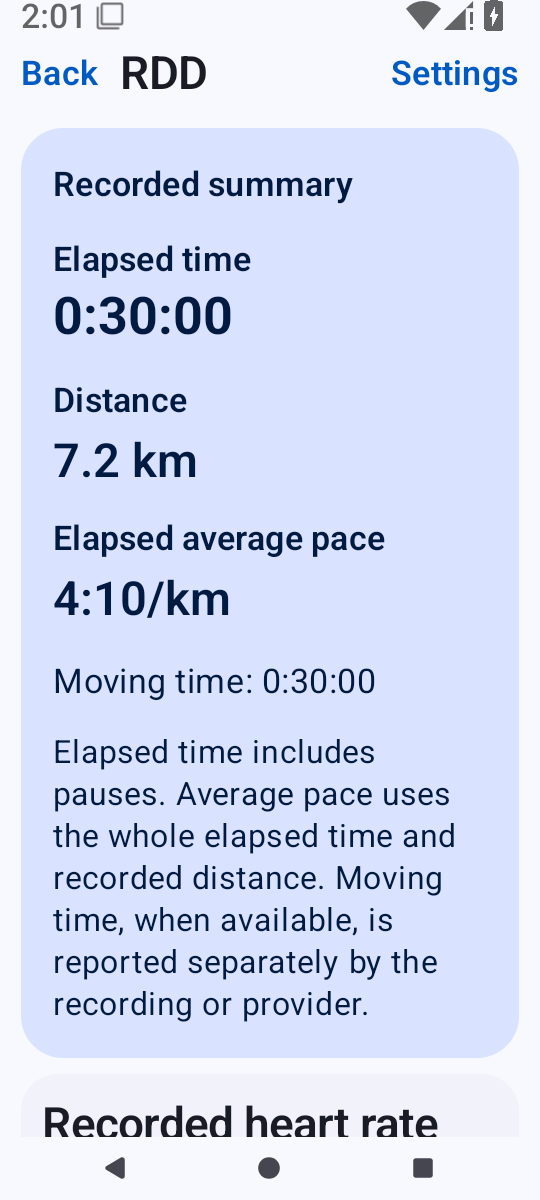 2:01
Back RDD Settings
Recorded summary
Elapsed time
0:30:00
Distance
7.2 km
Elapsed average pace
4:10/km
Moving time: 0:30:00
Elapsed time includes
pauses. Average pace uses
the whole elapsed time and
recorded distance. Moving
time, when available, is
reported separately by the
recording or provider.
Recorded heart rate